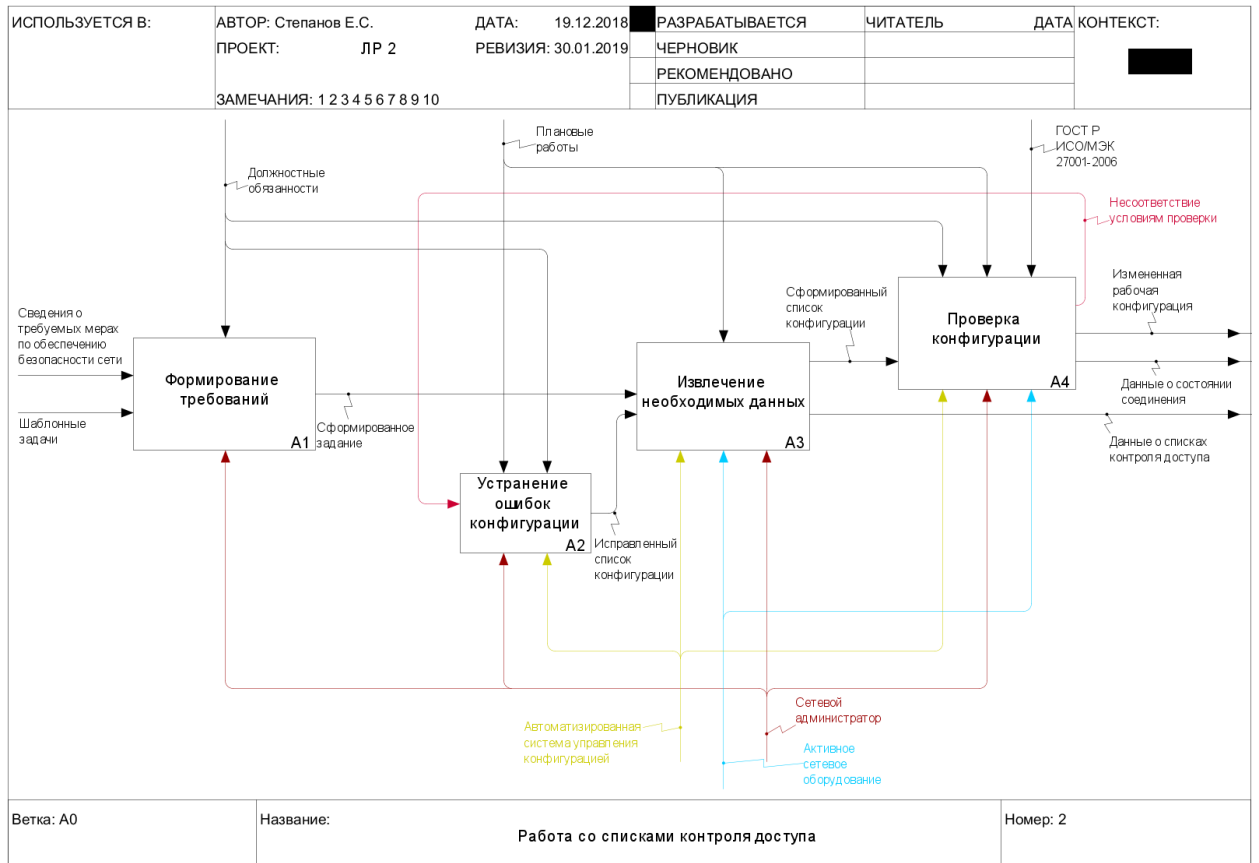 ИСПОЛЬЗУЕТСЯ В:
АВТОР: Степанов Е.С.
ДАТА: 19.12.2018
РАЗРАБАТЫВАЕТСЯ
ЧИТАТЕЛЬ
ДАТА
КОНТЕКСТ:
ПРОЕКТ: ЛР 2
РЕВИЗИЯ: 30.01.2019
ЧЕРНОВИК
РЕКОМЕНДОВАНО
ЗАМЕЧАНИЯ: 1 2 3 4 5 6 7 8 9 10
ПУБЛИКАЦИЯ
Плановые
работы
ГОСТ Р
ИСО/МЭК
27001-2006
Должностные
обязанности
Несоответствие
условиям проверки
Сведения о
требуемых мерах
по обеспечению
безопасности сети
Шаблонные
задачи
Формирование
требований
A1
Сформированное
задание
Устранение
ошибок
конфигурации
A2
Исправленный
список
конфигурации
Извлечение
необходимых данных
A3
Сформированный
список
конфигурации
Проверка
конфигурации
A4
Измененная
рабочая
конфигурация
Данные о состоянии
соединения
Данные о списках
контроля доступа
Сетевой
администратор
Автоматизированная
система управления
конфигурацией
Активное
сетевое
оборудование
Ветка: A0
Название:
Работа со списками контроля доступа
Номер: 2